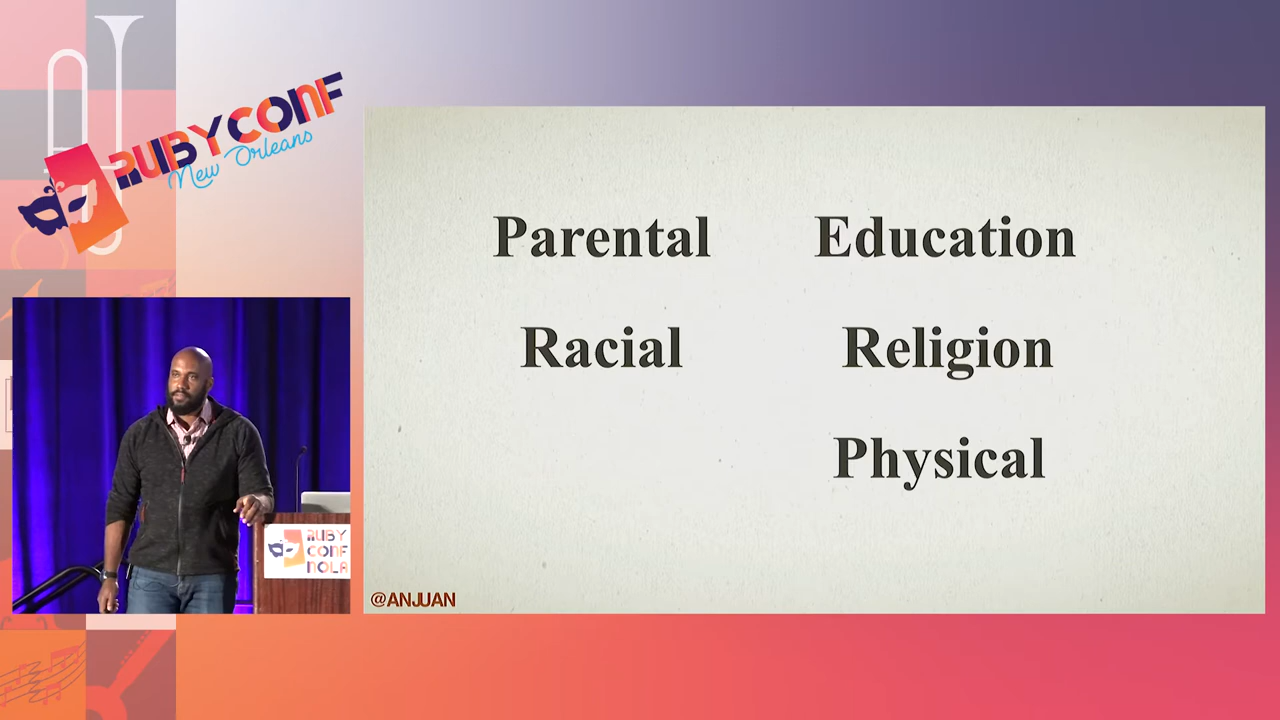 RUBYCONF
New Orleans
Parental Education
Racial Religion
Physical
RUBY
CONF
NOLA
@ANJUAN